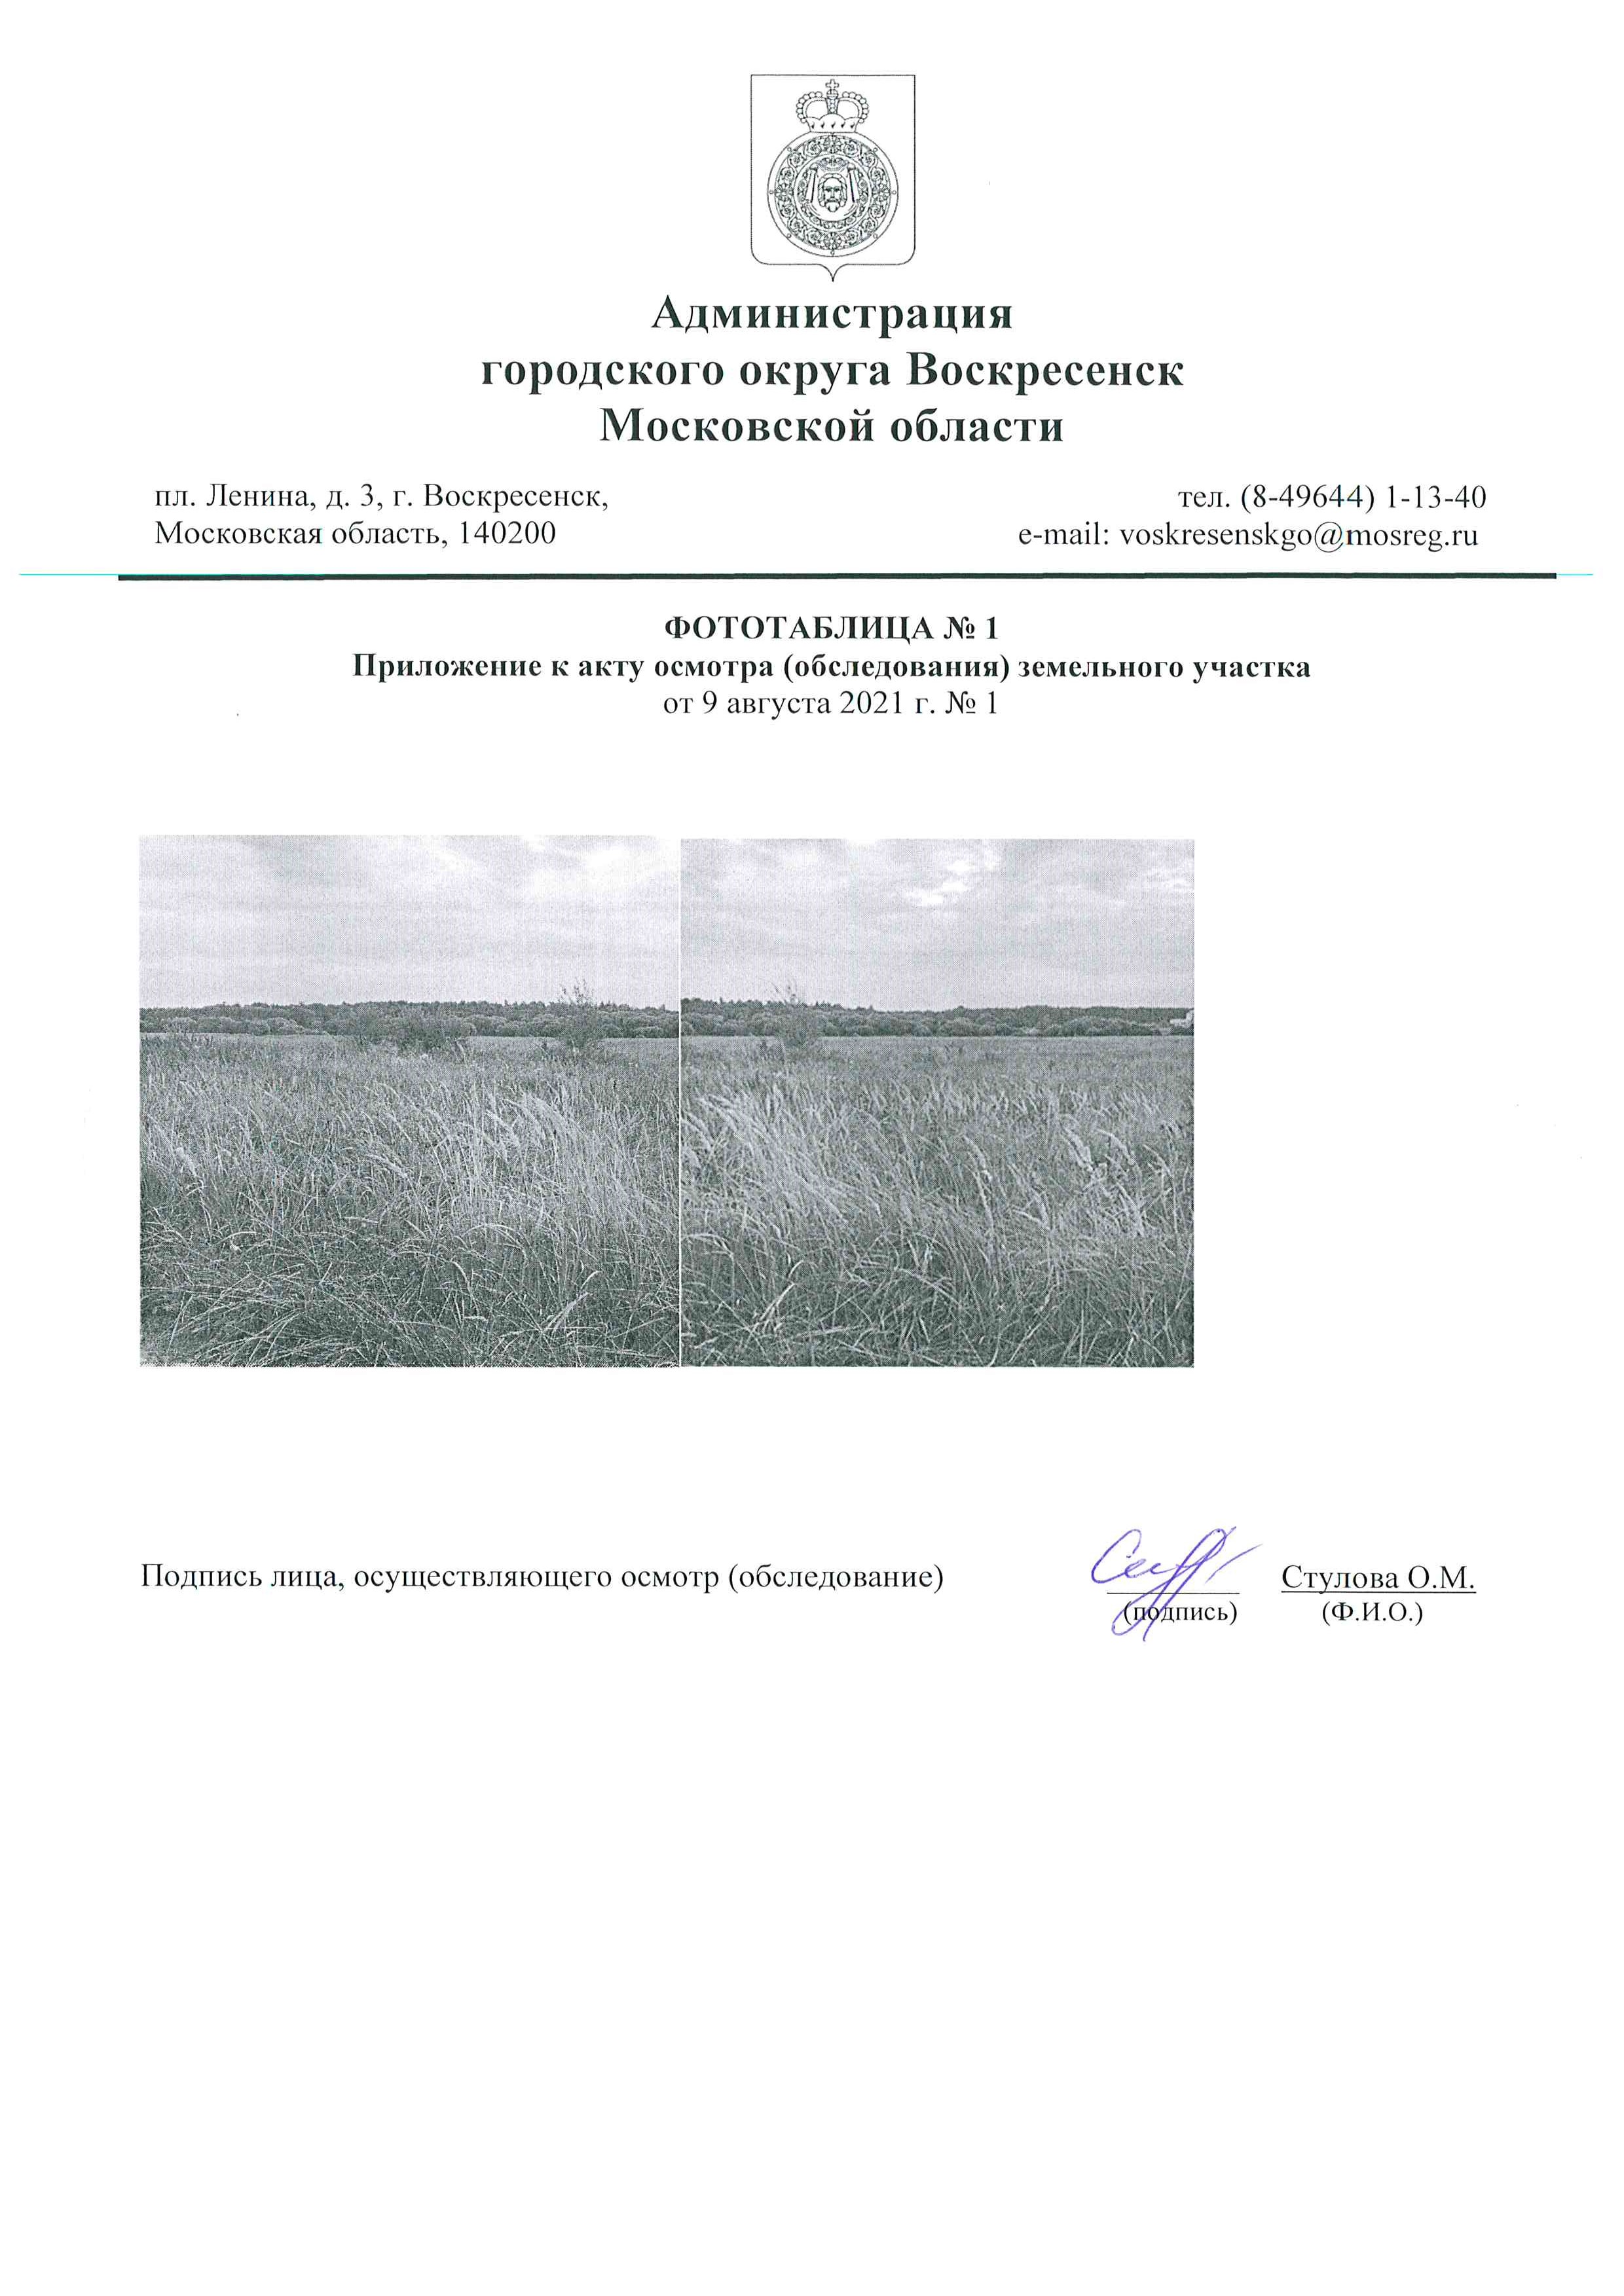 Администрация
городского округа Воскресенск
Московской области
пл. Ленина, д. 3, г. Воскресенск,
Московская область, 140200
тел. (8-49644) 1-13-40
e-mail: voskresenskgo@mosreg.ru
ФОТОТАБЛИЦА № 1
Приложение к акту осмотра (обследования) земельного участка
от 9 августа 2021 г. № 1
Подпись лица, осуществляющего осмотр (обследование)
Стулова О.М.
(подпись)
(Ф.И.О.)